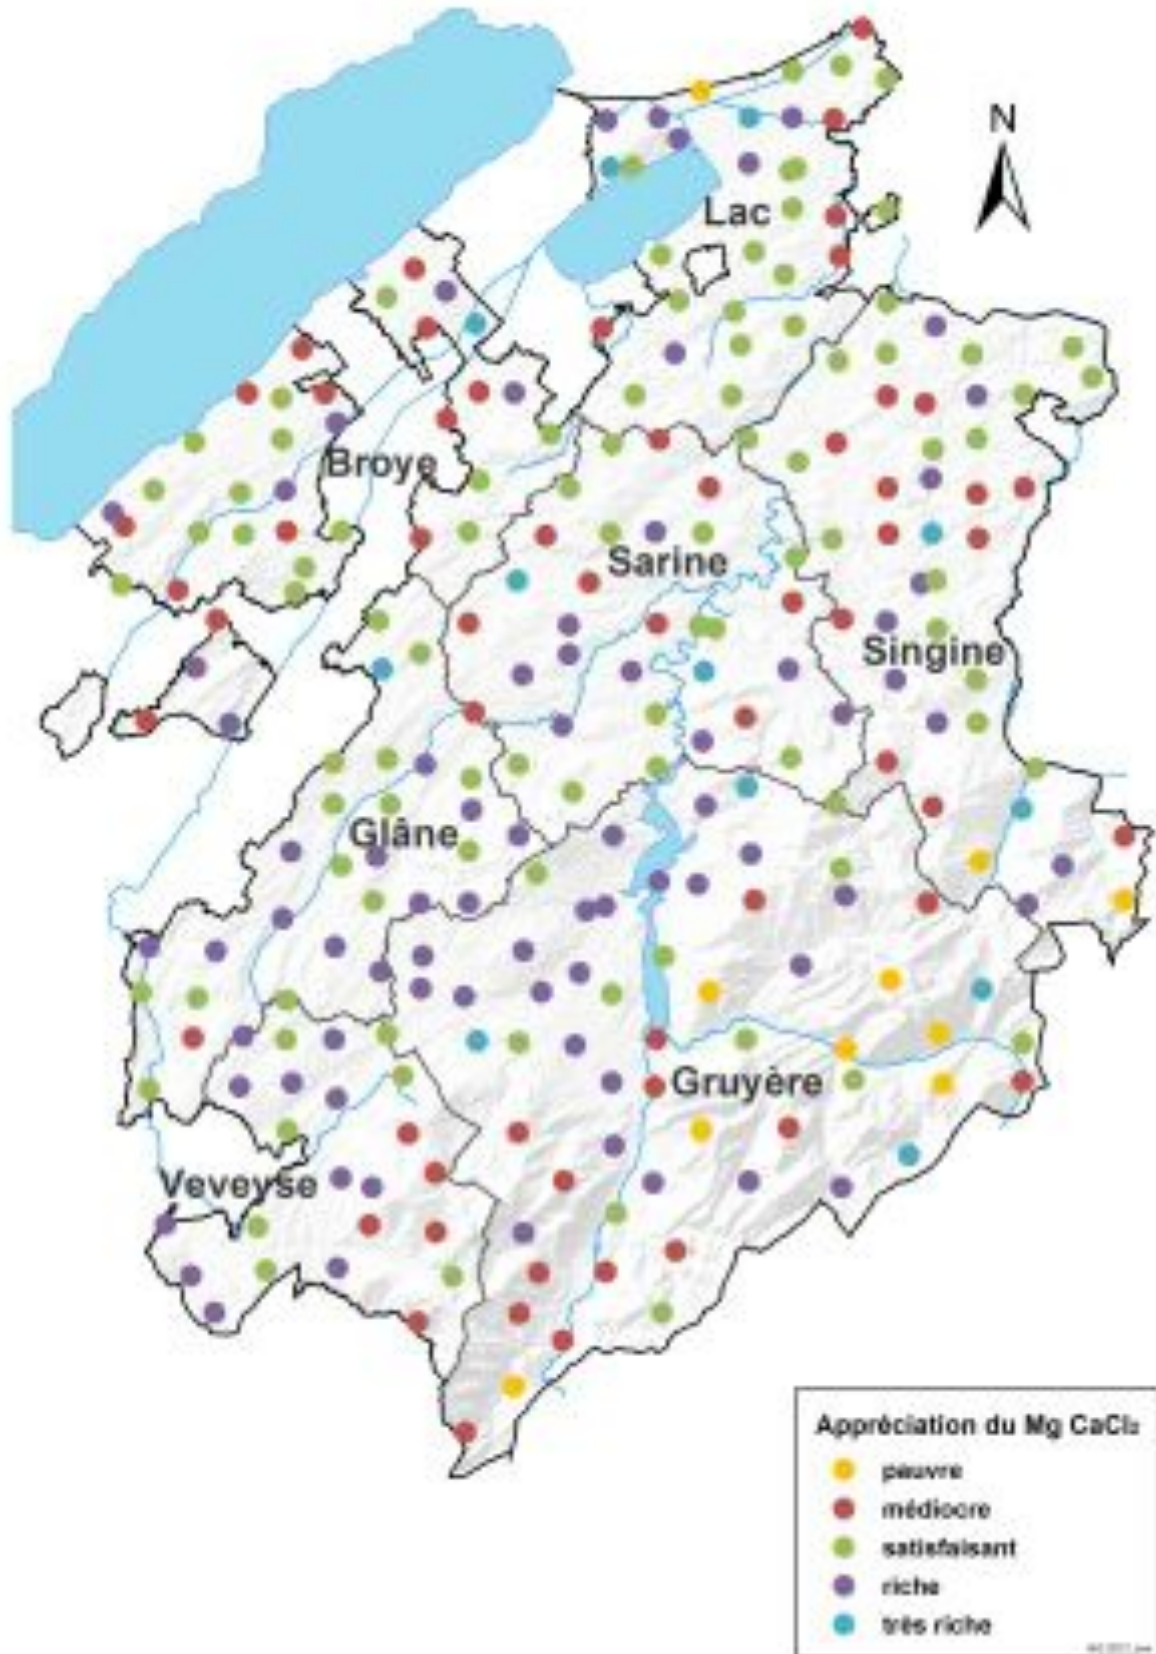 N
Lac
Broye
Sarine
Singine
Glâne
Gruyère
Veveyse
Appréciation du Mg CaCl₂
pauvre
médiocre
satisfaisant
riche
très riche